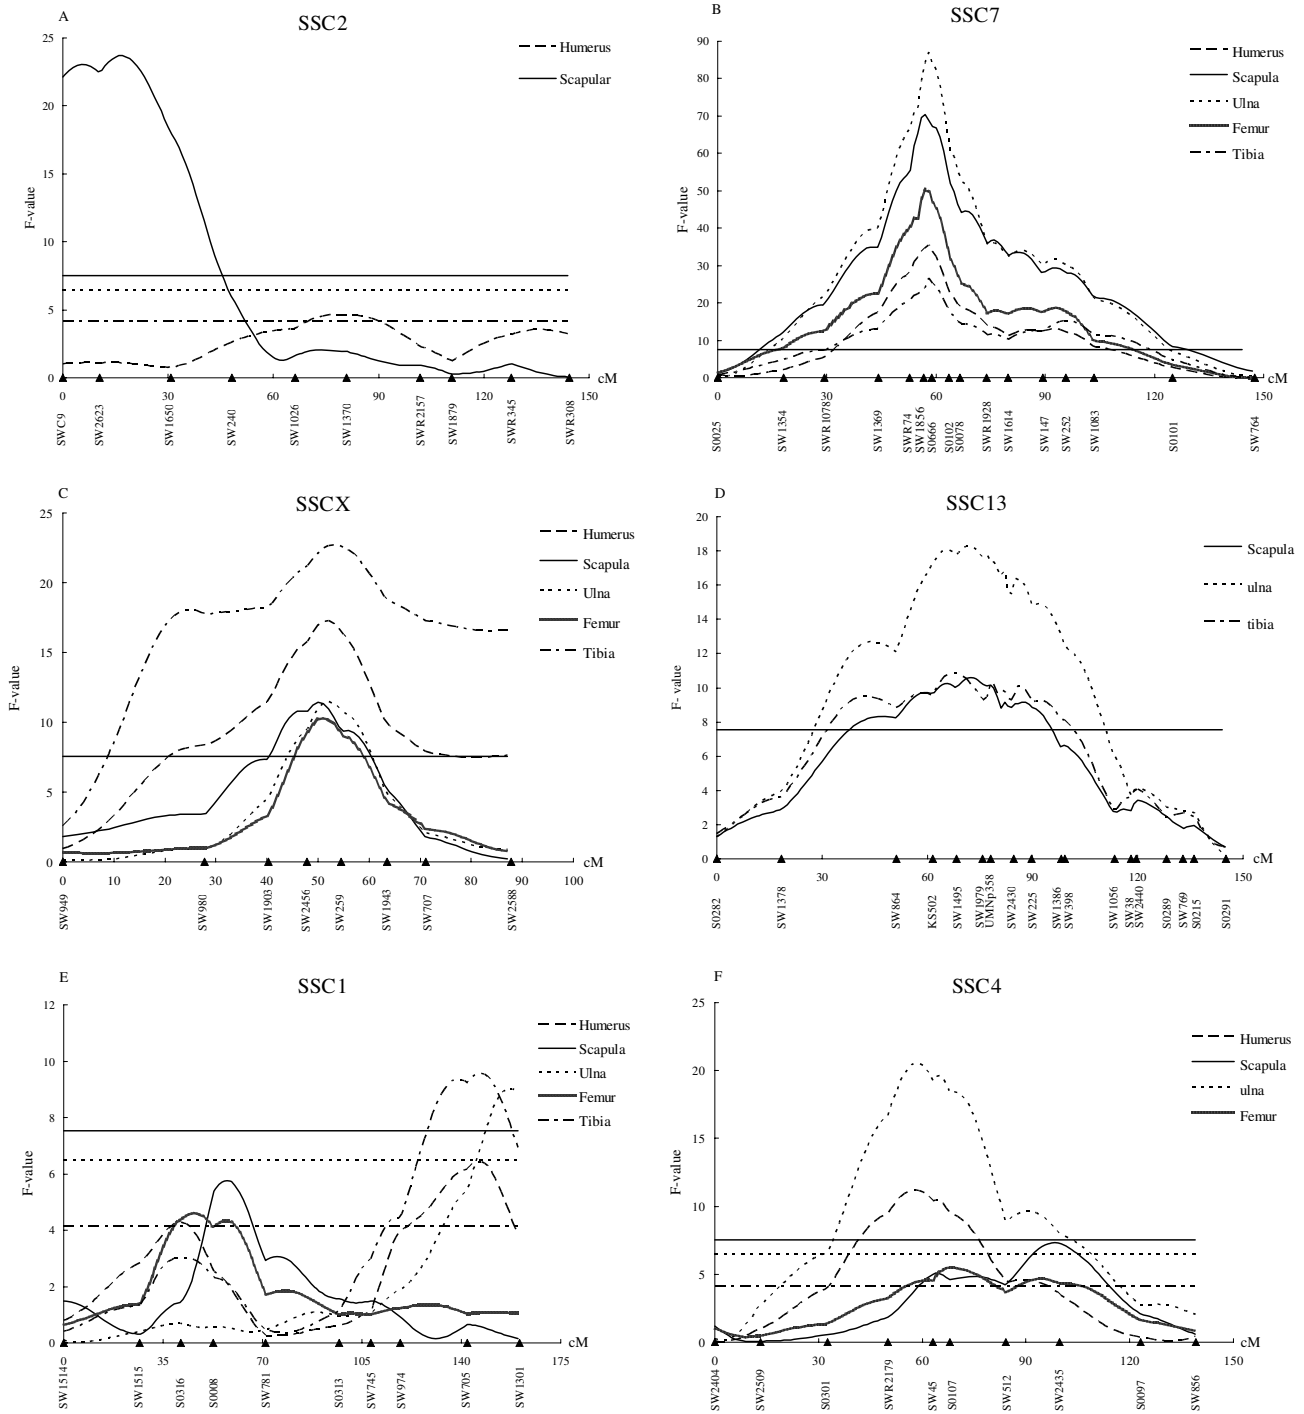 A
SSC2
25
20
15
10
5
0
F-value
Humerus
Scapular
0 30 60 90 120 150
cM
SWC9 SW2623 SW1650 SW240 SW1026 SW1370 SWR2157 SW1879 SWR345 SWR308
B
SSC7
90
80
70
60
50
40
30
20
10
0
F-value
Humerus
Scapula
Ulna
Femur
Tibia
0 30 60 90 120 150
cM
S0025 SW1354 SWR1078 SW1369 SWR74 SW1856 S0666 S0102 S0078 SWR1928 SW1614 SW147 SW252 SW1083 S0101 SW764
C
SSCX
25
20
15
10
5
0
F-value
Humerus
Scapula
Ulna
Femur
Tibia
0 10 20 30 40 50 60 70 80 90 100
cM
SW949 SW980 SW1903 SW2456 SW259 SW1943 SW707 SW2588
D
SSC13
20
18
16
14
12
10
8
6
4
2
0
F- value
Scapula
ulna
tibia
0 30 60 90 120 150
cM
S0282 SW1378 SW864 KS502 SW1495 SW1979 UMNp358 SW2430 SW225 SW1386 SW398 SW1056 SW38 SW2440 S0289 SW769 S0215 S0291
E
SSC1
12
10
8
6
4
2
0
F-value
Humerus
Scapula
Ulna
Femur
Tibia
0 35 70 105 140 175
cM
SW1514 SW1515 S0316 S0008 SW781 S0313 SW745 SW974 SW705 SW1301
F
SSC4
25
20
15
10
5
0
F-value
Humerus
Scapula
ulna
Femur
0 30 60 90 120 150
cM
SW2404 SW2509 S0301 SWR2179 SW45 S0107 SW512 SW2435 S0097 SW856